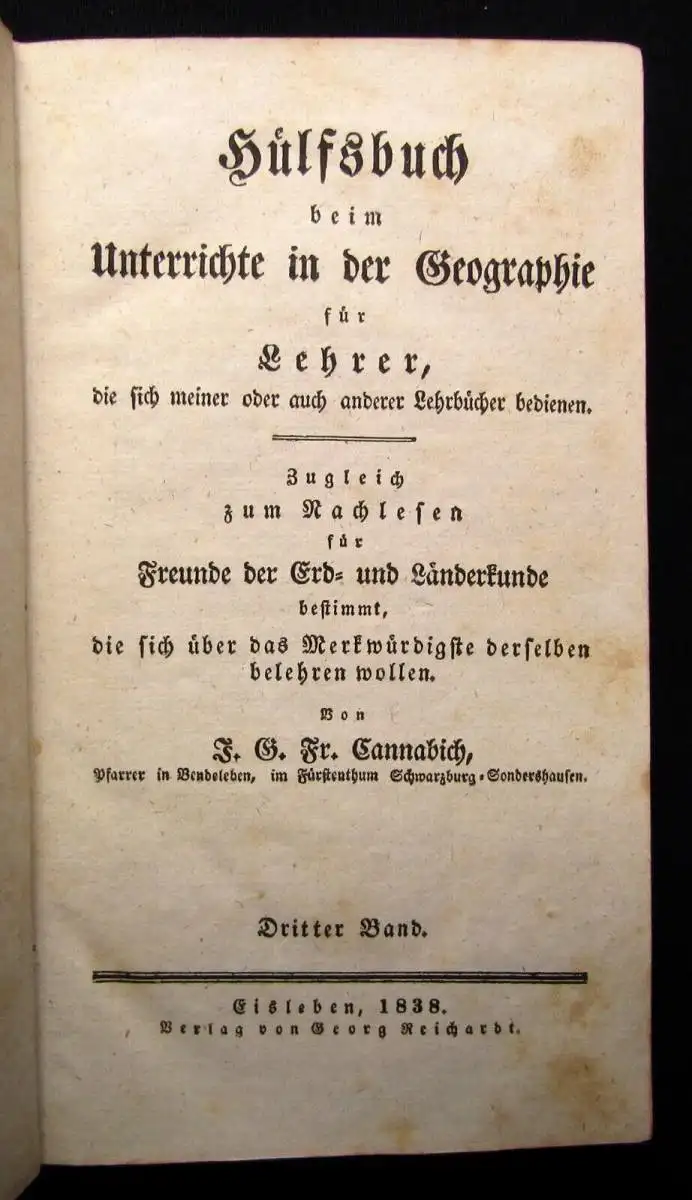 Hülfsbuch
beim
Unterrichte in der Geographie
für
Lehrer,
die sich meiner oder auch anderer Lehrbücher bedienen.
Zugleich
zum Nachlesen
für
Freunde der Erd- und Länderkunde
bestimmt,
die sich über das Merkwürdigste derselben
belehren wollen.
Von
J. G. Fr. Cannabich,
Pfarrer in Bendeleben, im Fürstenthum Schwarzburg-Sondershausen.
Dritter Band.
Eisleben, 1838.
Verlag von Georg Reichardt.